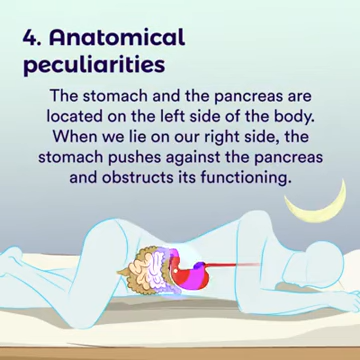 4. Anatomical
peculiarities
The stomach and the pancreas are
located on the left side of the body.
When we lie on our right side, the
stomach pushes against the pancreas
and obstructs its functioning.